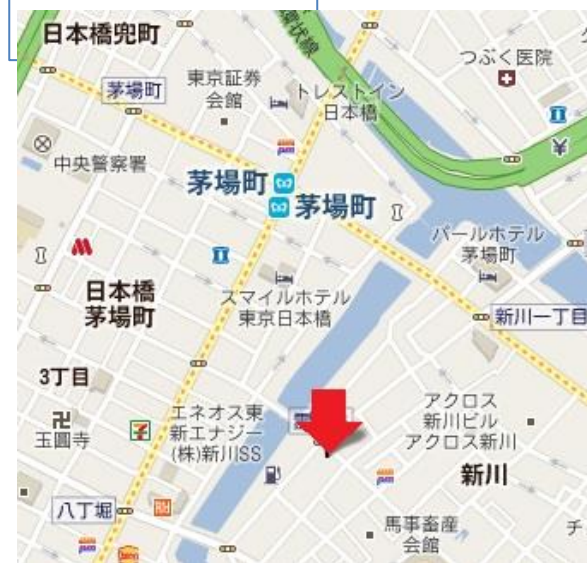 日本橋兜町
つぶく医院
茅場町
東京証券
会館
トレストイン
日本橋
中央警察署
茅場町
茅場町
パールホテル
茅場町
日本橋
茅場町
スマイルホテル
東京日本橋
新川一丁目
3丁目
玉圓寺
エネオス東
新エナジー
(株)新川SS
アクロス
新川ビル
アクロス新川
新川
八丁堀
馬事畜産
会館
チ